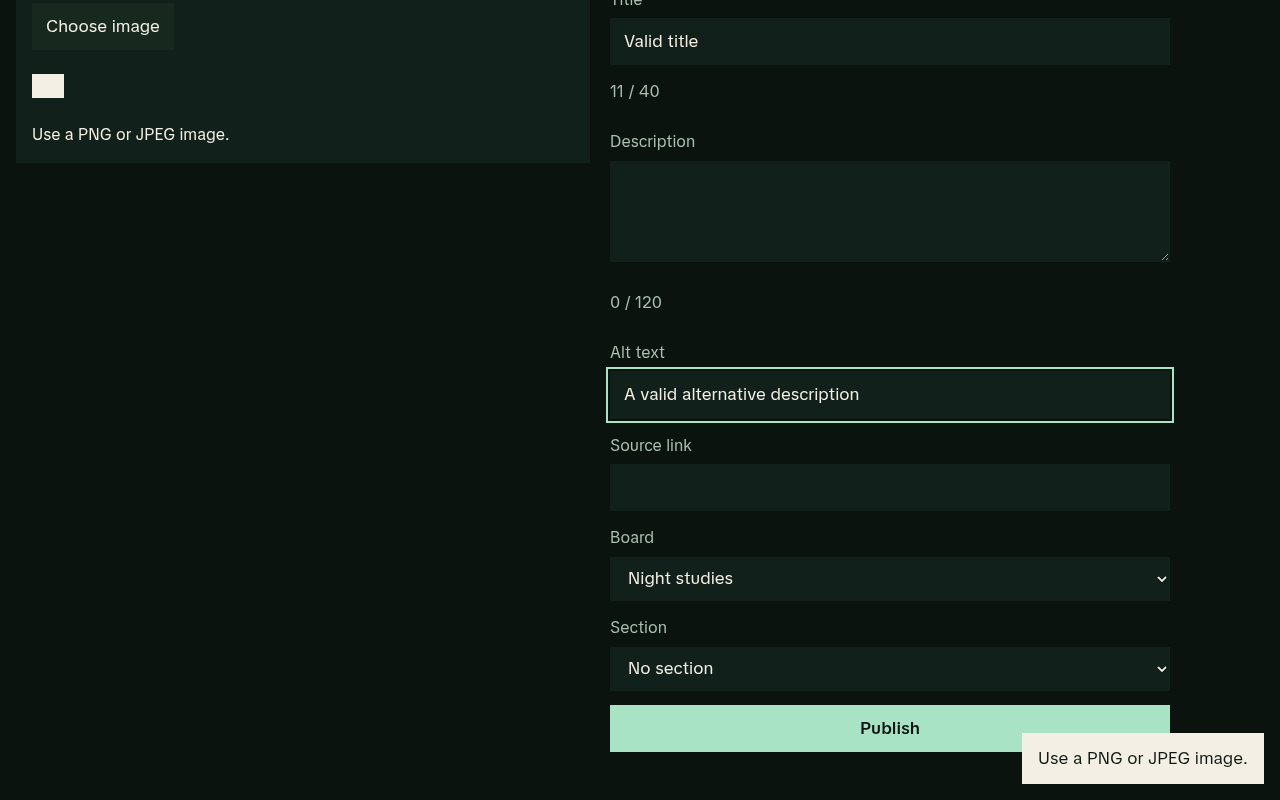 Choose image
Use a PNG or JPEG image.
Title
Valid title
11 / 40
Description
0 / 120
Alt text
A valid alternative description
Source link
Board
Night studies
Section
No section
Publish
Use a PNG or JPEG image.